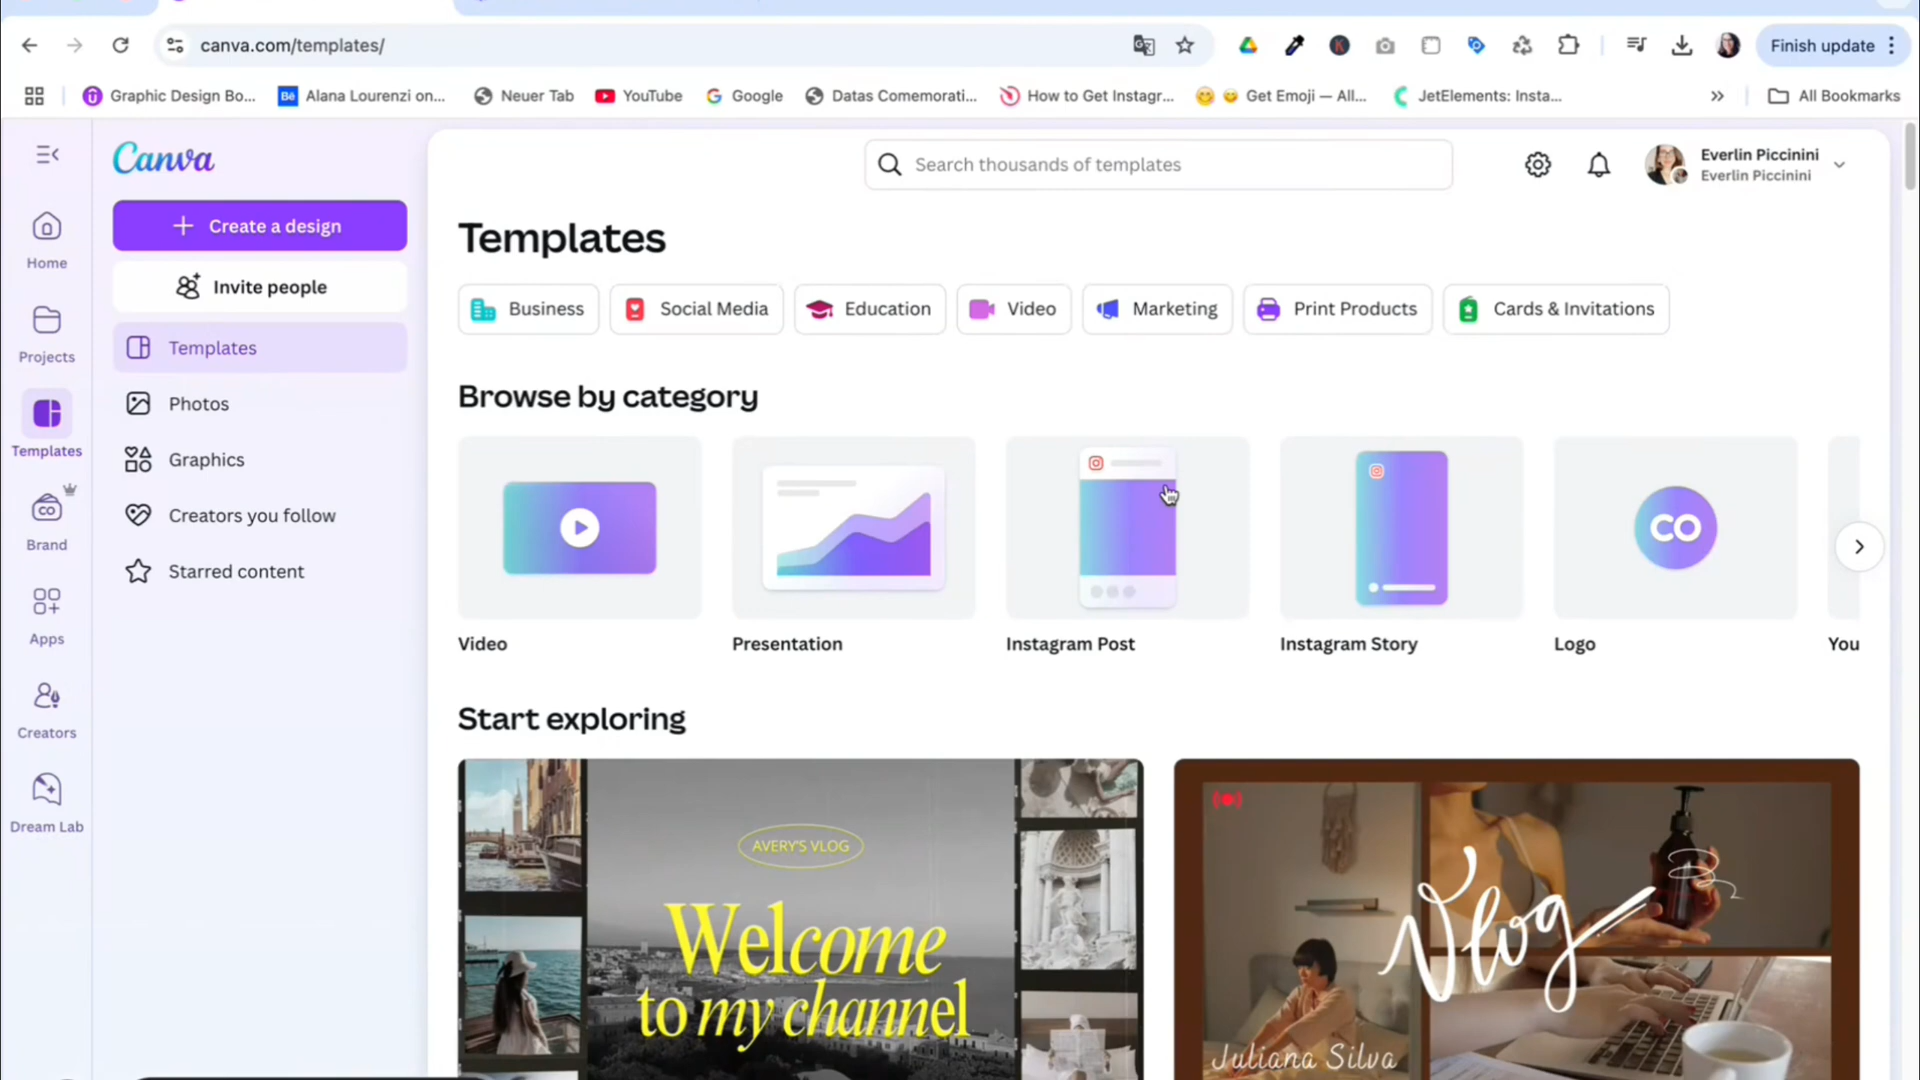 canva.com/templates/
Finish update
Graphic Design Bo...
Alana Lourenzi on...
Neuer Tab
YouTube
Google
Datas Comemorati...
How to Get Instagr...
Get Emoji — All...
JetElements: Insta...
All Bookmarks
Canva
Search thousands of templates
Everlin Piccinini
Everlin Piccinini
Create a design
Invite people
Templates
Photos
Graphics
Creators you follow
Starred content
Home
Projects
Templates
Brand
Apps
Creators
Dream Lab
Templates
Business
Social Media
Education
Video
Marketing
Print Products
Cards & Invitations
Browse by category
CO
Video
Presentation
Instagram Post
Instagram Story
Logo
You
Start exploring
AVERY'S VLOG
Welcome
to my channel
Vlog
Juliana Silva